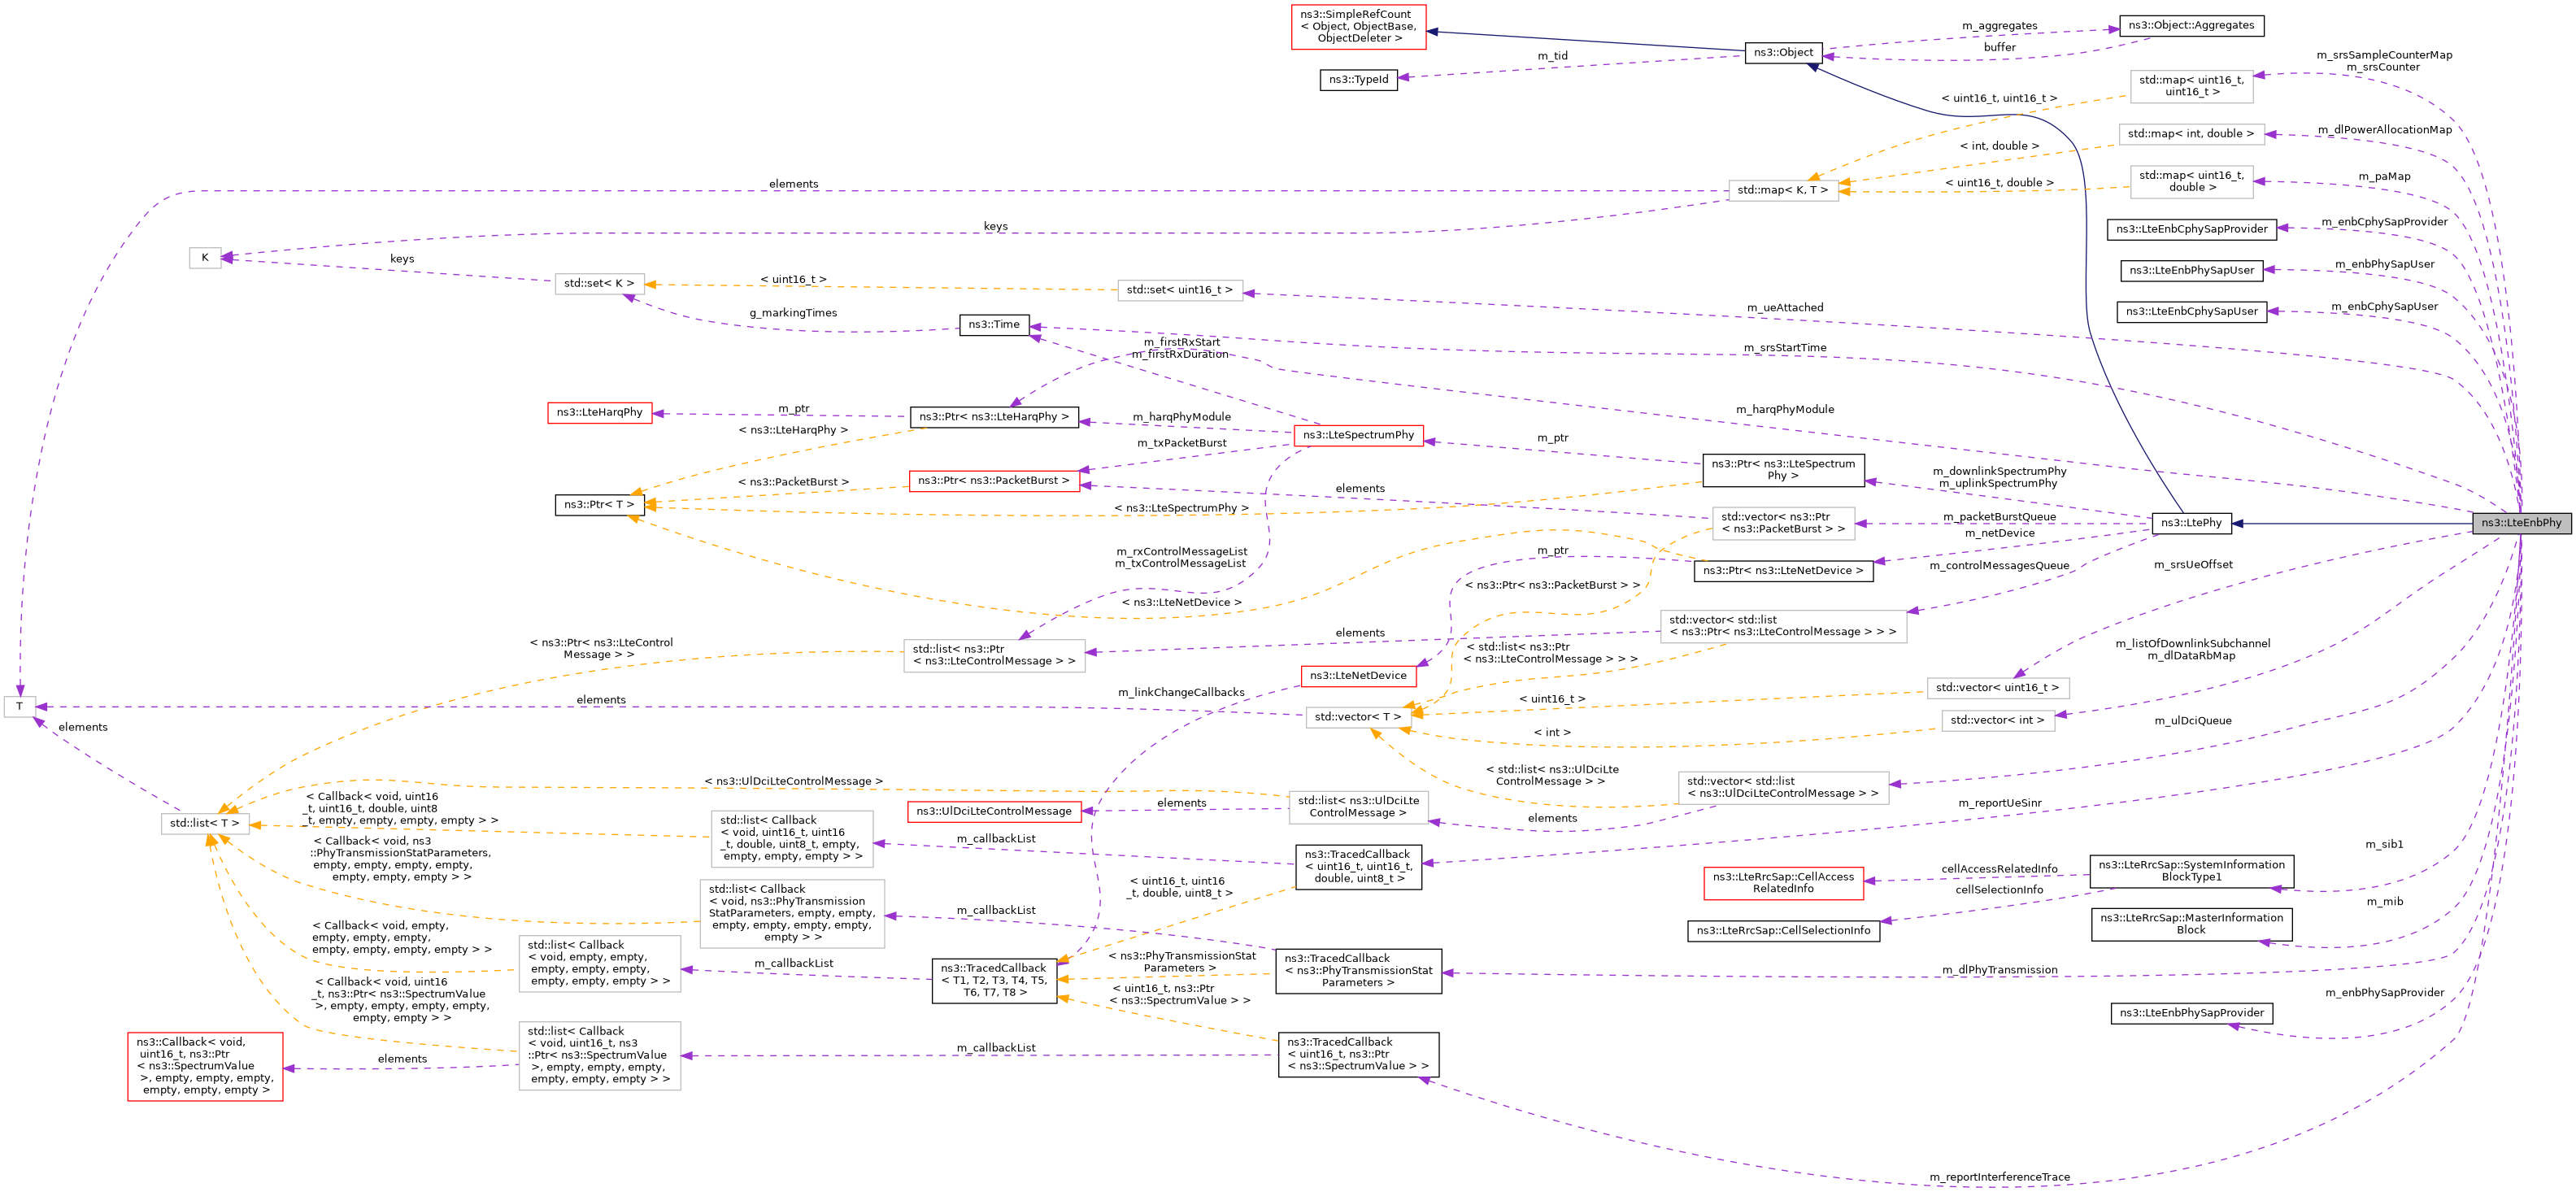 ns3::SimpleRefCount
< Object, ObjectBase,
ObjectDeleter >
ns3::TypeId
m_tid
ns3::Object
m_aggregates
buffer
ns3::Object::Aggregates
m_srsSampleCounterMap
m_srsCounter
std::map< uint16_t,
uint16_t >
< uint16_t, uint16_t >
std::map< int, double >
m_dlPowerAllocationMap
< int, double >
std::map< uint16_t,
double >
m_paMap
< uint16_t, double >
std::map< K, T >
elements
keys
K
keys
std::set< K >
< uint16_t >
std::set< uint16_t >
m_ueAttached
ns3::LteEnbCphySapProvider
m_enbCphySapProvider
ns3::LteEnbPhySapUser
m_enbPhySapUser
ns3::LteEnbCphySapUser
m_enbCphySapUser
g_markingTimes
ns3::Time
m_firstRxStart
m_firstRxDuration
m_srsStartTime
ns3::LteHarqPhy
m_ptr
ns3::Ptr< ns3::LteHarqPhy >
m_harqPhyModule
m_harqPhyModule
< ns3::LteHarqPhy >
m_txPacketBurst
ns3::LteSpectrumPhy
m_ptr
ns3::Ptr< ns3::LteSpectrum
Phy >
m_downlinkSpectrumPhy
m_uplinkSpectrumPhy
ns3::Ptr< T >
< ns3::PacketBurst >
ns3::Ptr< ns3::PacketBurst >
elements
< ns3::LteSpectrumPhy >
std::vector< ns3::Ptr
< ns3::PacketBurst > >
m_packetBurstQueue
m_netDevice
ns3::LtePhy
ns3::LteEnbPhy
m_rxControlMessageList
m_txControlMessageList
m_ptr
ns3::Ptr< ns3::LteNetDevice >
m_controlMessagesQueue
m_srsUeOffset
< ns3::Ptr< ns3::PacketBurst > >
< ns3::LteNetDevice >
std::vector< std::list
< ns3::Ptr< ns3::LteControlMessage > > >
elements
< ns3::Ptr< ns3::LteControl
Message > >
std::list< ns3::Ptr
< ns3::LteControlMessage > >
< std::list< ns3::Ptr
< ns3::LteControlMessage > > >
m_listOfDownlinkSubchannel
m_dlDataRbMap
ns3::LteNetDevice
m_linkChangeCallbacks
std::vector< uint16_t >
< uint16_t >
T
elements
elements
std::vector< T >
std::vector< int >
< int >
m_ulDciQueue
< ns3::UlDciLteControlMessage >
< std::list< ns3::UlDciLte
ControlMessage > >
std::vector< std::list
< ns3::UlDciLteControlMessage > >
std::list< T >
< Callback< void, uint16
_t, uint16_t, double, uint8
_t, empty, empty, empty, empty > >
ns3::UlDciLteControlMessage
elements
std::list< ns3::UlDciLte
ControlMessage >
elements
m_reportUeSinr
std::list< Callback
< void, uint16_t, uint16
_t, double, uint8_t, empty,
empty, empty, empty > >
m_callbackList
ns3::TracedCallback
< uint16_t, uint16_t,
double, uint8_t >
< Callback< void, ns3
::PhyTransmissionStatParameters,
empty, empty, empty, empty,
empty, empty, empty > >
m_sib1
ns3::LteRrcSap::CellAccess
RelatedInfo
cellAccessRelatedInfo
cellSelectionInfo
ns3::LteRrcSap::SystemInformation
BlockType1
< uint16_t, uint16
_t, double, uint8_t >
std::list< Callback
< void, ns3::PhyTransmission
StatParameters, empty, empty,
empty, empty, empty, empty,
empty > >
m_callbackList
m_mib
ns3::LteRrcSap::CellSelectionInfo
ns3::LteRrcSap::MasterInformation
Block
< Callback< void, empty,
empty, empty, empty,
empty, empty, empty, empty > >
std::list< Callback
< void, empty, empty,
empty, empty, empty,
empty, empty, empty > >
m_callbackList
ns3::TracedCallback
< T1, T2, T3, T4, T5,
T6, T7, T8 >
< ns3::PhyTransmissionStat
Parameters >
ns3::TracedCallback
< ns3::PhyTransmissionStat
Parameters >
m_dlPhyTransmission
< uint16_t, ns3::Ptr
< ns3::SpectrumValue > >
m_enbPhySapProvider
ns3::LteEnbPhySapProvider
< Callback< void, uint16
_t, ns3::Ptr< ns3::SpectrumValue
>, empty, empty, empty, empty,
empty, empty > >
ns3::Callback< void,
uint16_t, ns3::Ptr
< ns3::SpectrumValue
>, empty, empty, empty,
empty, empty, empty >
elements
std::list< Callback
< void, uint16_t, ns3
::Ptr< ns3::SpectrumValue
>, empty, empty, empty,
empty, empty, empty > >
m_callbackList
ns3::TracedCallback
< uint16_t, ns3::Ptr
< ns3::SpectrumValue > >
m_reportInterferenceTrace